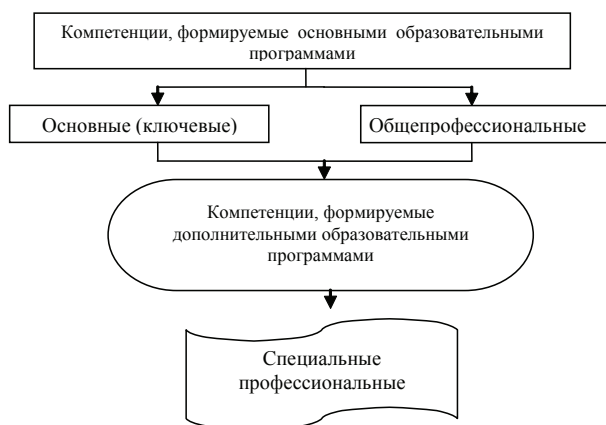 Компетенции, формируемые основными образовательными
программами
Основные (ключевые)
Общепрофессиональные
Компетенции, формируемые
дополнительными образовательными
программами
Специальные
профессиональные